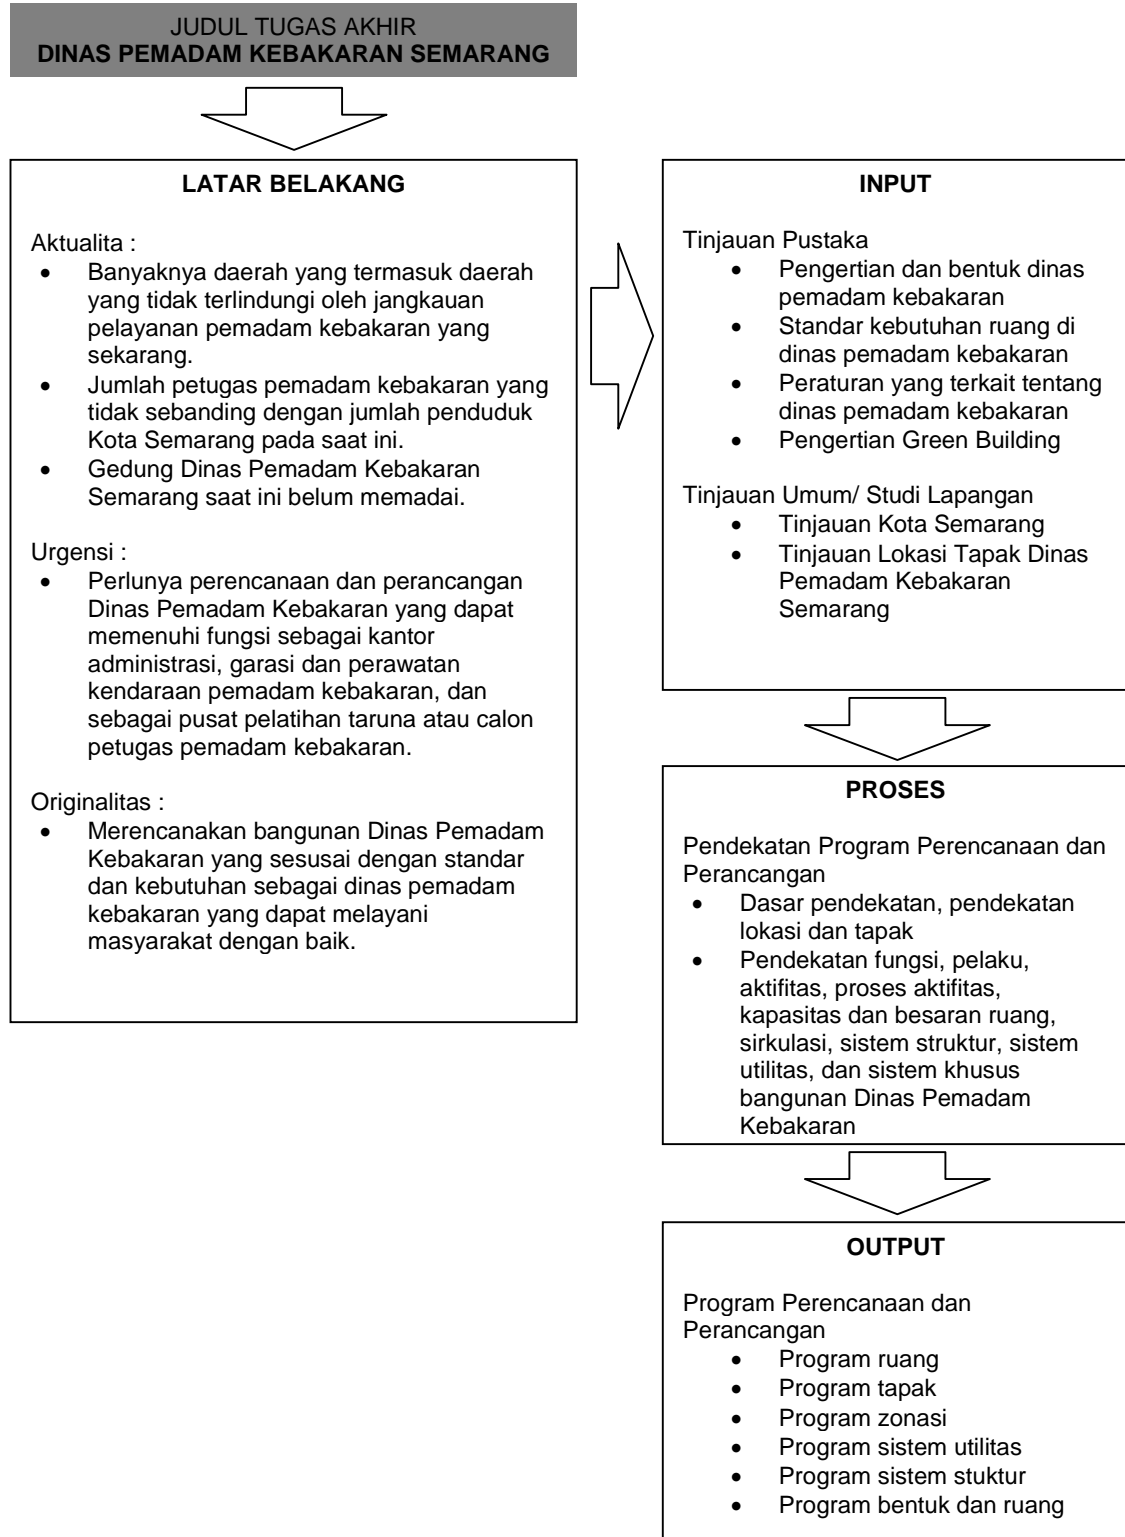 JUDUL TUGAS AKHIR
DINAS PEMADAM KEBAKARAN SEMARANG
LATAR BELAKANG
Aktualita :
• Banyaknya daerah yang termasuk daerah
yang tidak terlindungi oleh jangkauan
pelayanan pemadam kebakaran yang
sekarang.
• Jumlah petugas pemadam kebakaran yang
tidak sebanding dengan jumlah penduduk
Kota Semarang pada saat ini.
• Gedung Dinas Pemadam Kebakaran
Semarang saat ini belum memadai.
Urgensi :
• Perlunya perencanaan dan perancangan
Dinas Pemadam Kebakaran yang dapat
memenuhi fungsi sebagai kantor
administrasi, garasi dan perawatan
kendaraan pemadam kebakaran, dan
sebagai pusat pelatihan taruna atau calon
petugas pemadam kebakaran.
Originalitas :
• Merencanakan bangunan Dinas Pemadam
Kebakaran yang sesusai dengan standar
dan kebutuhan sebagai dinas pemadam
kebakaran yang dapat melayani
masyarakat dengan baik.
INPUT
Tinjauan Pustaka
• Pengertian dan bentuk dinas
pemadam kebakaran
• Standar kebutuhan ruang di
dinas pemadam kebakaran
• Peraturan yang terkait tentang
dinas pemadam kebakaran
• Pengertian Green Building
Tinjauan Umum/ Studi Lapangan
• Tinjauan Kota Semarang
• Tinjauan Lokasi Tapak Dinas
Pemadam Kebakaran
Semarang
PROSES
Pendekatan Program Perencanaan dan
Perancangan
• Dasar pendekatan, pendekatan
lokasi dan tapak
• Pendekatan fungsi, pelaku,
aktifitas, proses aktifitas,
kapasitas dan besaran ruang,
sirkulasi, sistem struktur, sistem
utilitas, dan sistem khusus
bangunan Dinas Pemadam
Kebakaran
OUTPUT
Program Perencanaan dan
Perancangan
• Program ruang
• Program tapak
• Program zonasi
• Program sistem utilitas
• Program sistem stuktur
• Program bentuk dan ruang